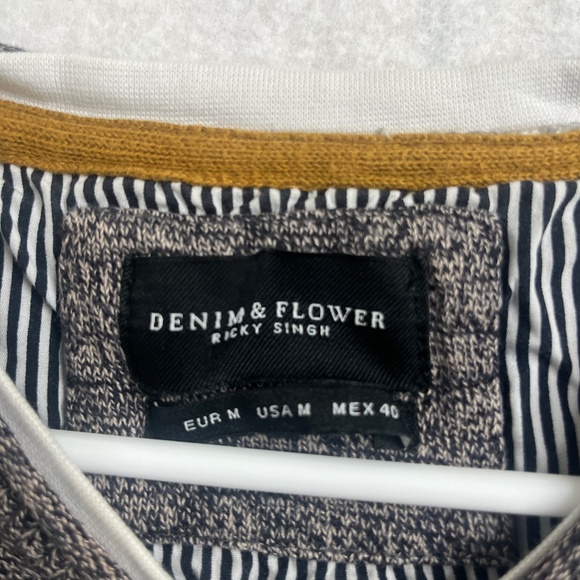 DENIM & FLOWER
RICKY SINGH
EUR M USA M MEX 40